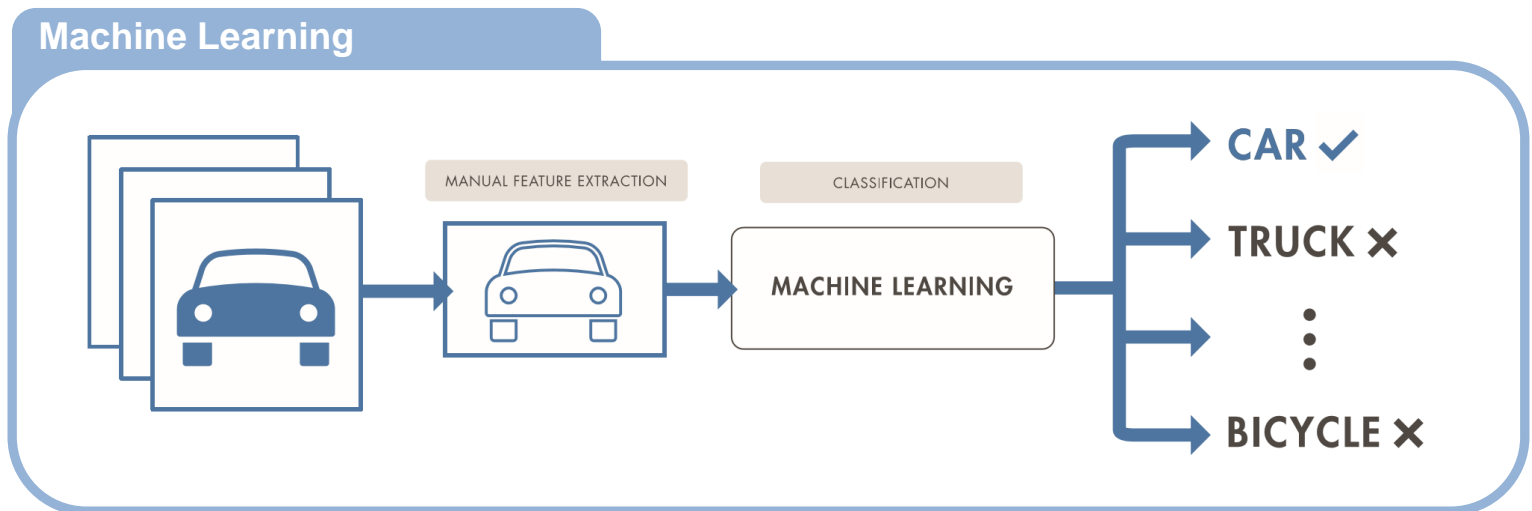 Machine Learning
MANUAL FEATURE EXTRACTION
CLASSIFICATION
MACHINE LEARNING
CAR
TRUCK
BICYCLE